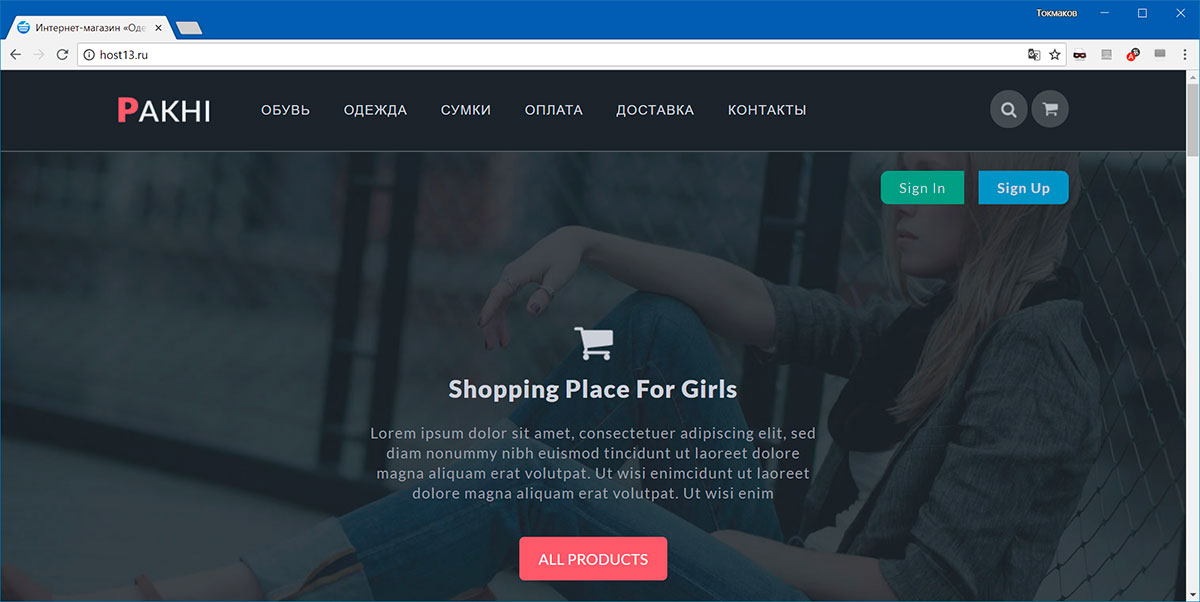 Токмаков
Интернет-магазин «Оде
host13.ru
PAKHI ОБУВЬ ОДЕЖДА СУМКИ ОПЛАТА ДОСТАВКА КОНТАКТЫ
Sign In Sign Up
Shopping Place For Girls
Lorem ipsum dolor sit amet, consectetuer adipiscing elit, sed
diam nonummy nibh euismod tincidunt ut laoreet dolore
magna aliquam erat volutpat. Ut wisi enimcidunt ut laoreet
dolore magna aliquam erat volutpat. Ut wisi enim
ALL PRODUCTS